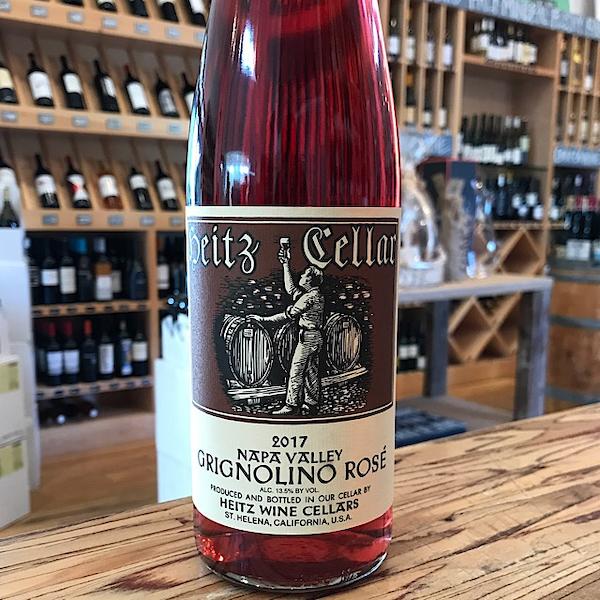 Heitz Cellar
2017
NAPA VALLEY
GRIGNOLINO ROSÉ
ALC. 13.5% BY VOL.
PRODUCED AND BOTTLED IN OUR CELLAR BY
HEITZ WINE CELLARS
ST. HELENA, CALIFORNIA, U.S.A.